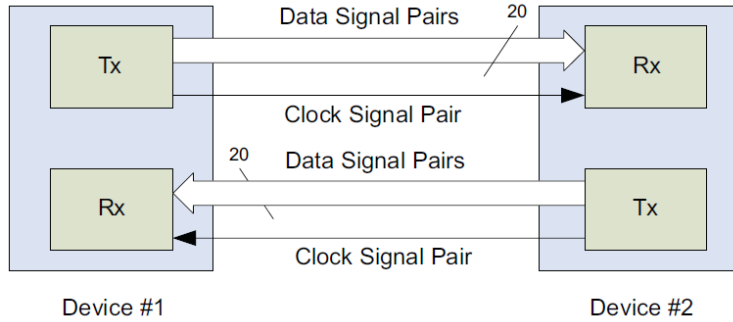 Data Signal Pairs
20
Tx
Rx
Clock Signal Pair
20
Data Signal Pairs
Rx
Tx
Clock Signal Pair
Device #1
Device #2